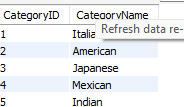 CategoryID CategoryName
1 Italia
Refresh data re-
2 American
3 Japanese
4 Mexican
5 Indian